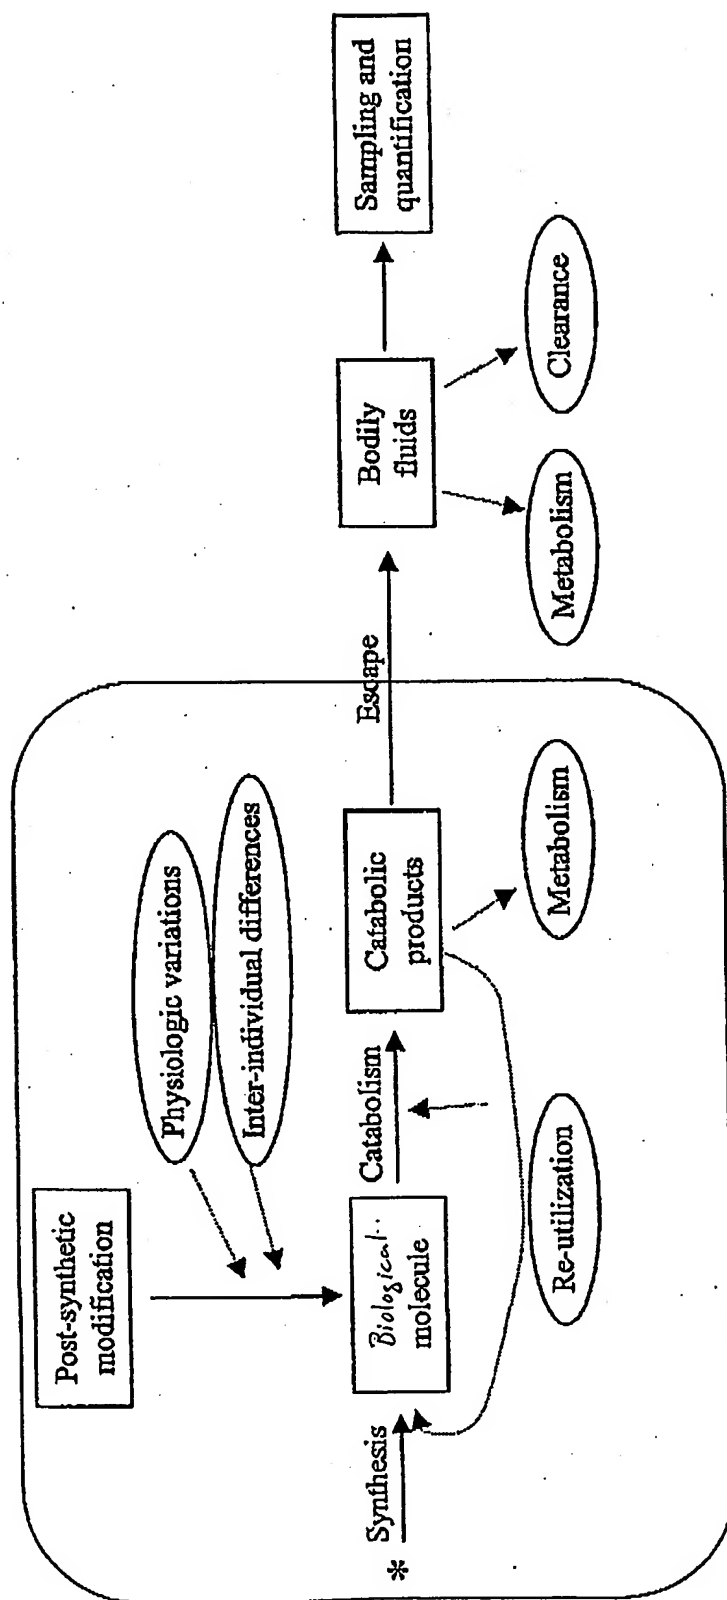 Post-synthetic
modification
Physiologic variations
Inter-individual differences
* Synthesis
Biological
molecule
Catabolism
Catabolic
products
Escape
Bodily
fluids
Sampling and
quantification
Re-utilization
Metabolism
Metabolism
Clearance